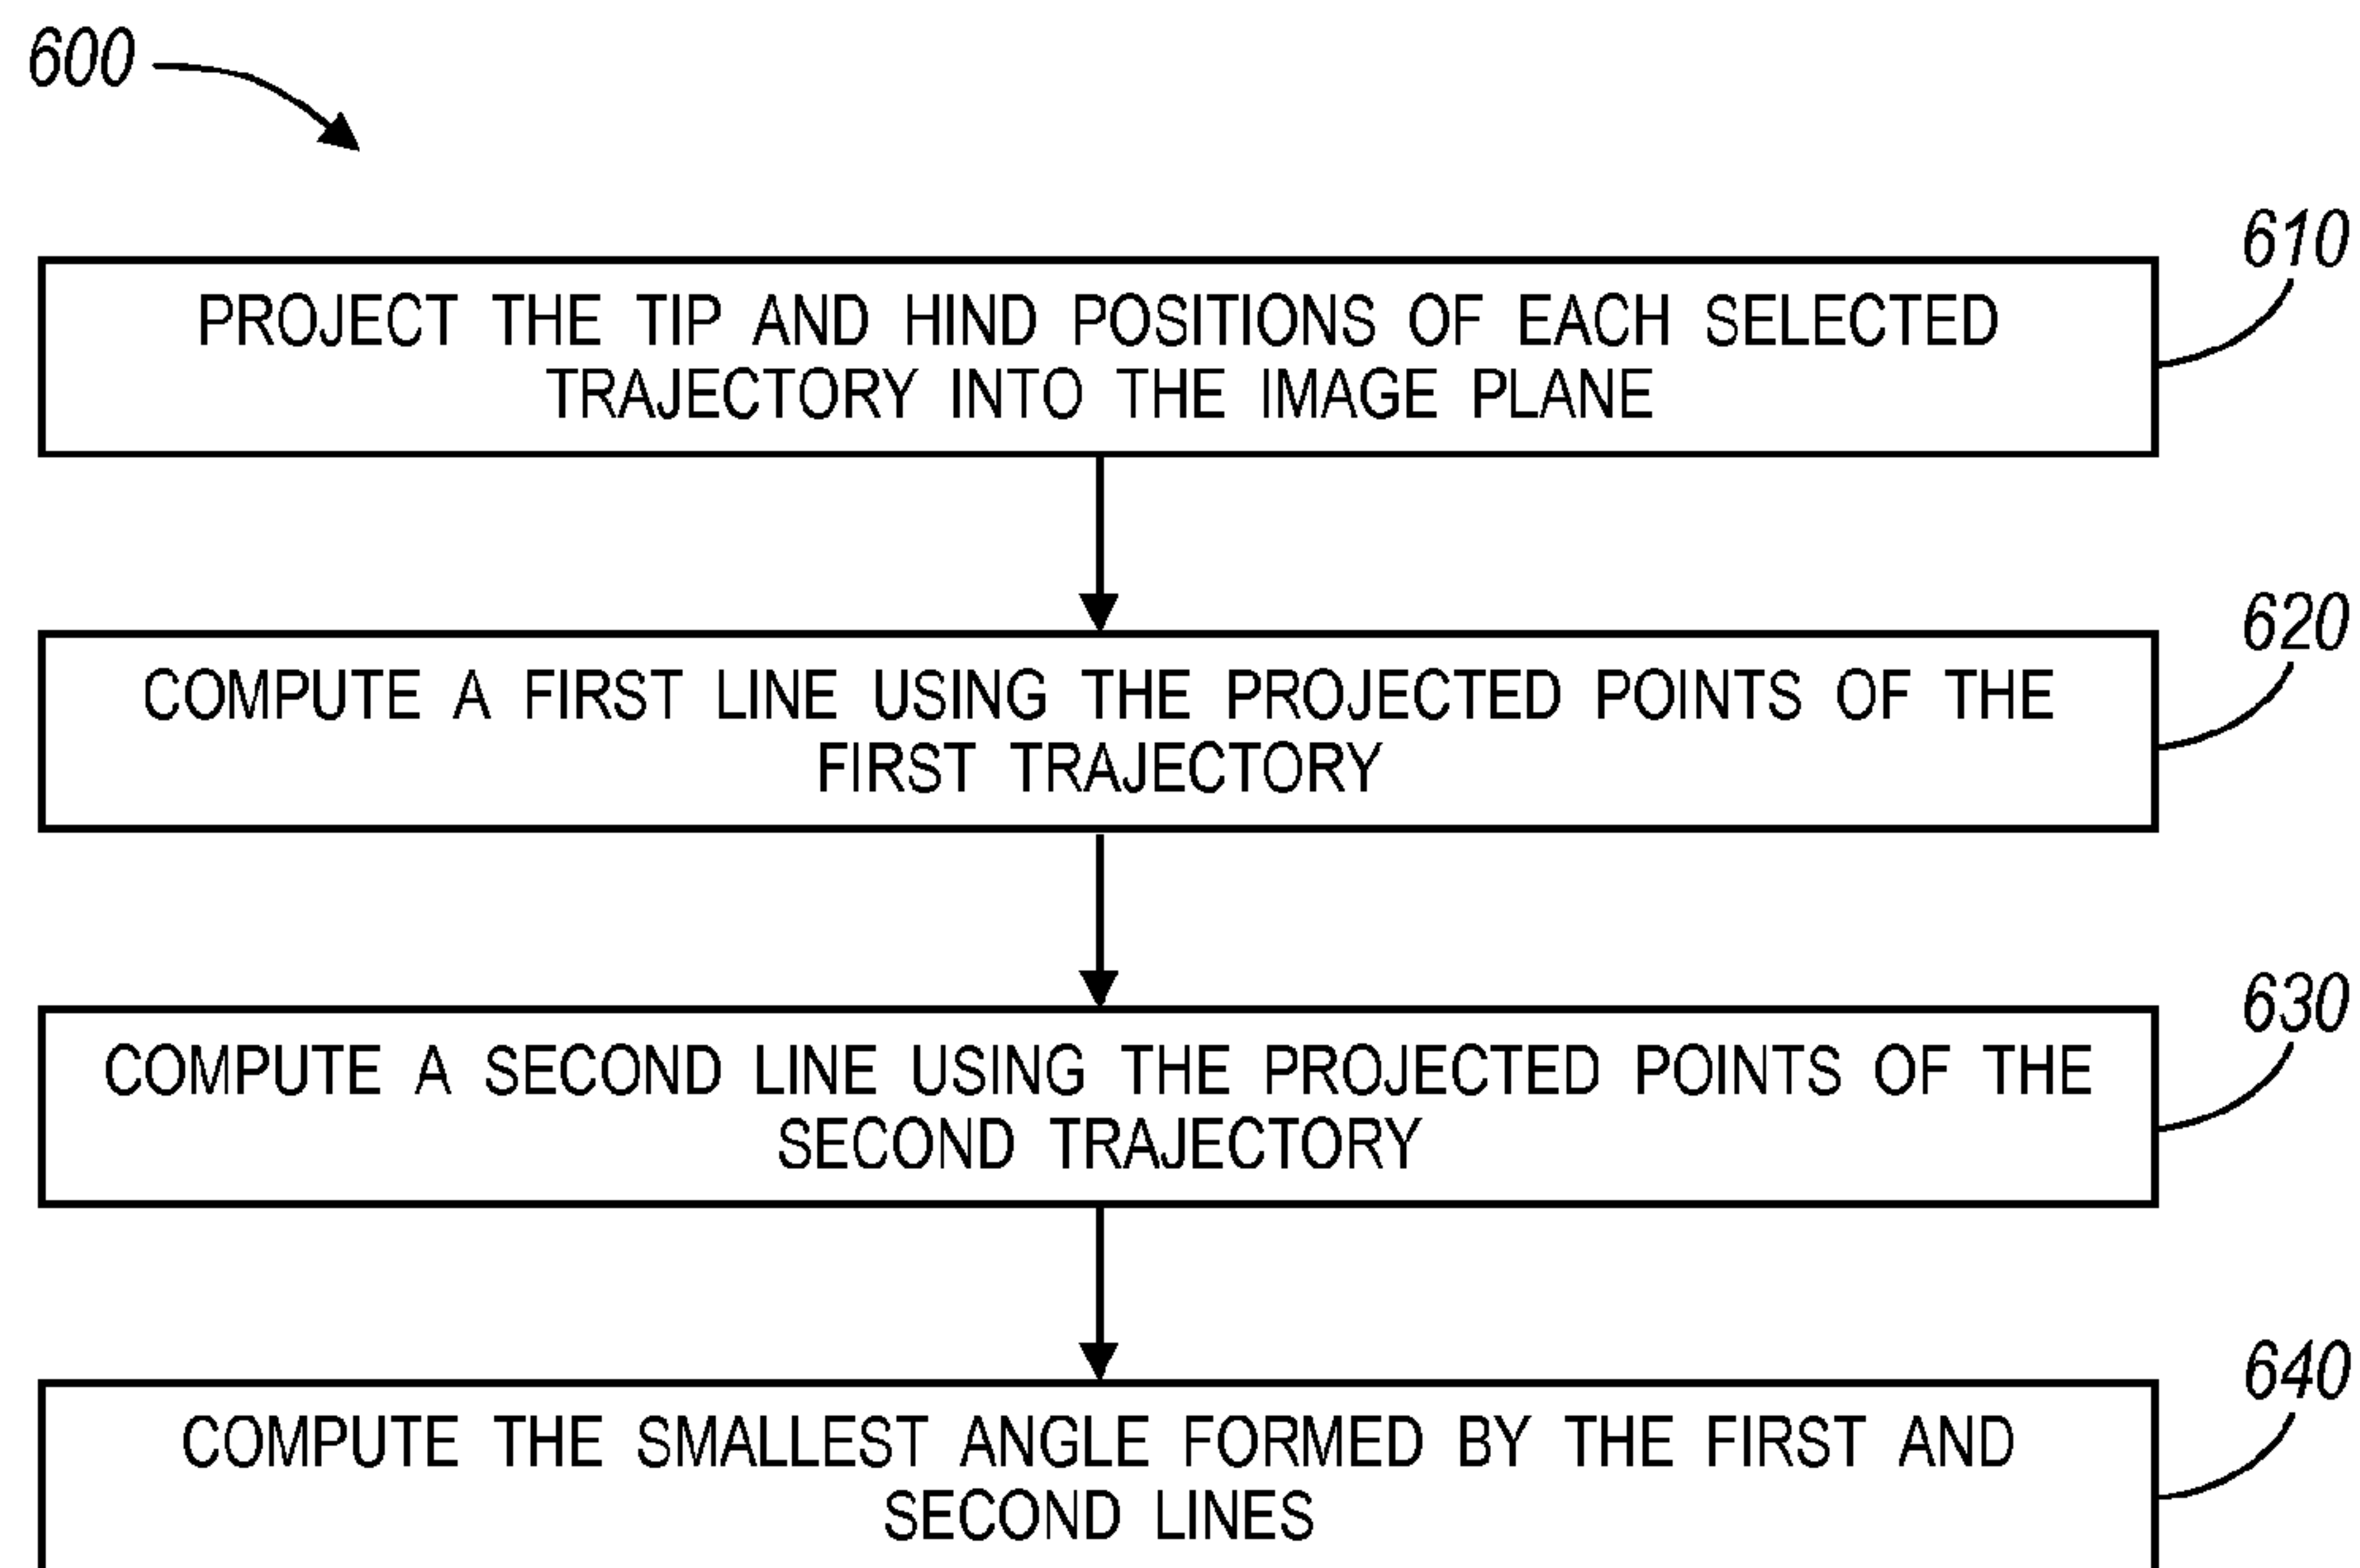 600
610
PROJECT THE TIP AND HIND POSITIONS OF EACH SELECTED
TRAJECTORY INTO THE IMAGE PLANE
620
COMPUTE A FIRST LINE USING THE PROJECTED POINTS OF THE
FIRST TRAJECTORY
630
COMPUTE A SECOND LINE USING THE PROJECTED POINTS OF THE
SECOND TRAJECTORY
640
COMPUTE THE SMALLEST ANGLE FORMED BY THE FIRST AND
SECOND LINES